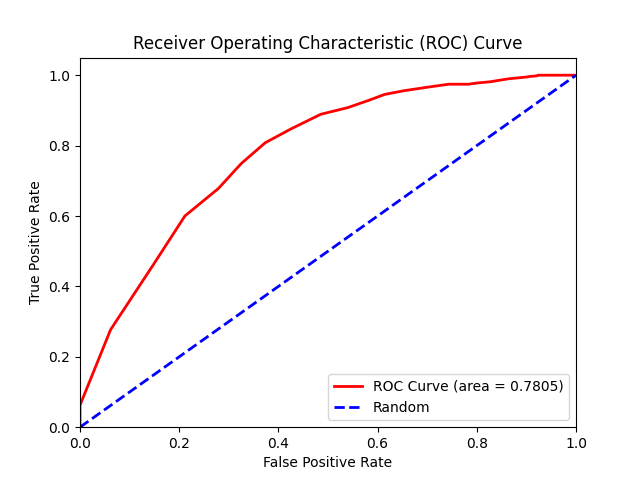 Receiver Operating Characteristic (ROC) Curve
1.0
0.8
0.6
0.4
0.2
0.0
True Positive Rate
ROC Curve (area = 0.7805)
Random
0.0 0.2 0.4 0.6 0.8 1.0
False Positive Rate